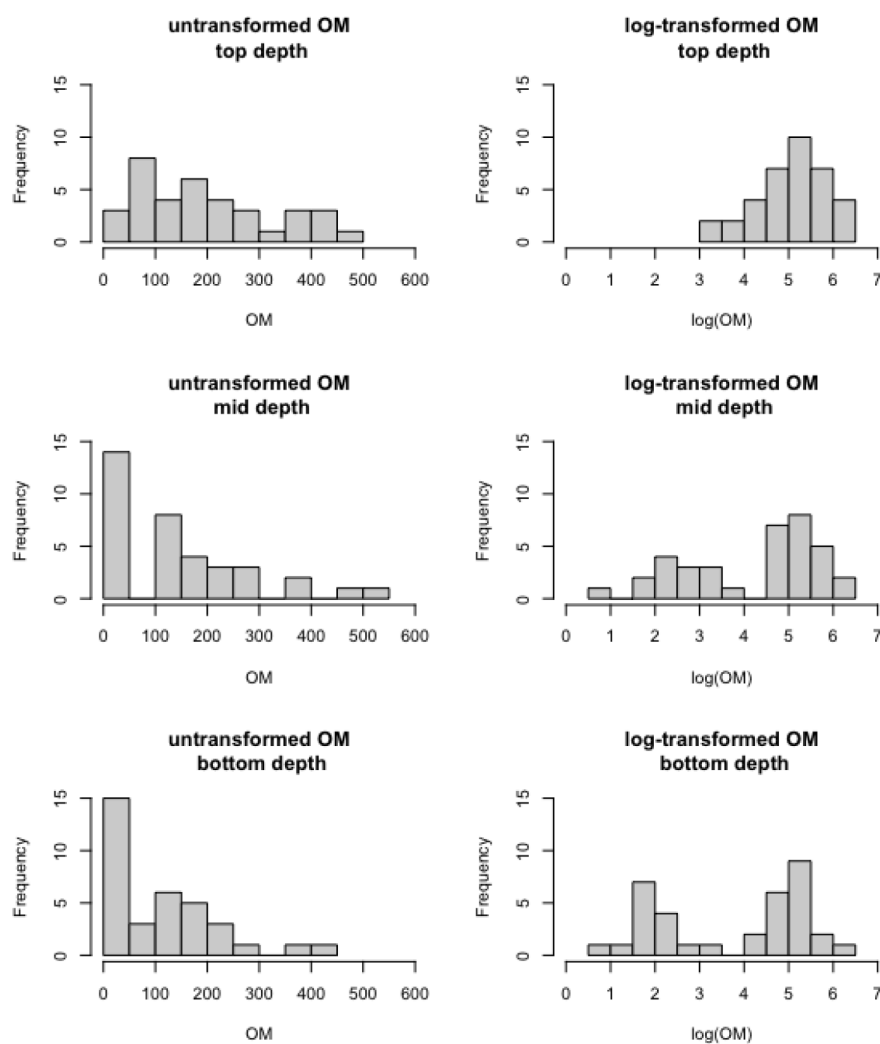 untransformed OM
top depth
15
10
5
0
Frequency
0 100 200 300 400 500 600
OM
log-transformed OM
top depth
15
10
5
0
Frequency
0 1 2 3 4 5 6 7
log(OM)
untransformed OM
mid depth
15
10
5
0
Frequency
0 100 200 300 400 500 600
OM
log-transformed OM
mid depth
15
10
5
0
Frequency
0 1 2 3 4 5 6 7
log(OM)
untransformed OM
bottom depth
15
10
5
0
Frequency
0 100 200 300 400 500 600
OM
log-transformed OM
bottom depth
15
10
5
0
Frequency
0 1 2 3 4 5 6 7
log(OM)